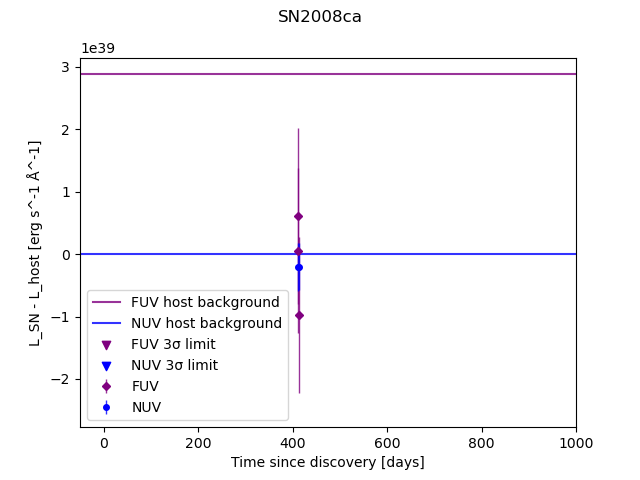 SN2008ca
1e39
3
2
1
0
−1
−2
L_SN - L_host [erg s^-1 Å^-1]
FUV host background
NUV host background
FUV 3σ limit
NUV 3σ limit
FUV
NUV
0 200 400 600 800 1000
Time since discovery [days]